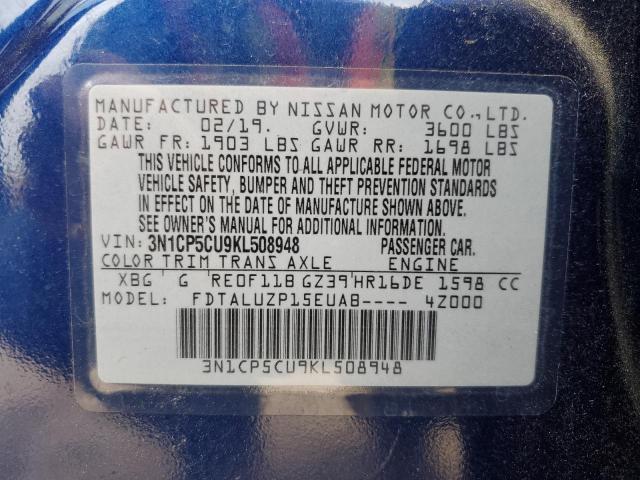 MANUFACTURED BY NISSAN MOTOR CO., LTD.
DATE: 02/19. GVWR: 3600 LBS
GAWR FR: 1903 LBS GAWR RR: 1698 LBS
THIS VEHICLE CONFORMS TO ALL APPLICABLE FEDERAL MOTOR
VEHICLE SAFETY, BUMPER AND THEFT PREVENTION STANDARDS
IN EFFECT ON THE DATE OF MANUFACTURE SHOWN ABOVE.
SEE OWNER'S MANUAL FOR ADDITIONAL INFORMATION.
VIN: 3N1CP5CU9KL508948 PASSENGER CAR.
COLOR TRIM TRANS AXLE ENGINE
XBG G RE0F11B GZ39 HR16DE 1598 CC
MODEL: FDTALUZP15EUA8---- 4Z000
3N1CP5CU9KL508948